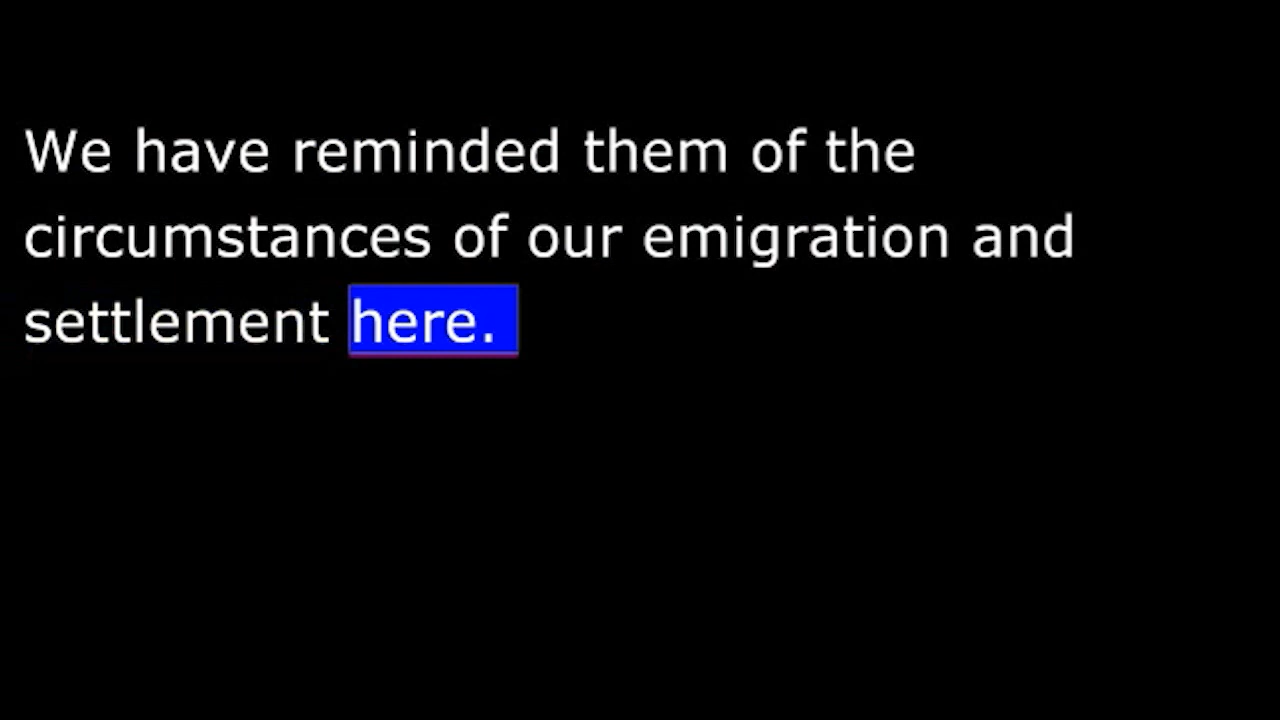 We have reminded them of the
circumstances of our emigration and
settlement here.